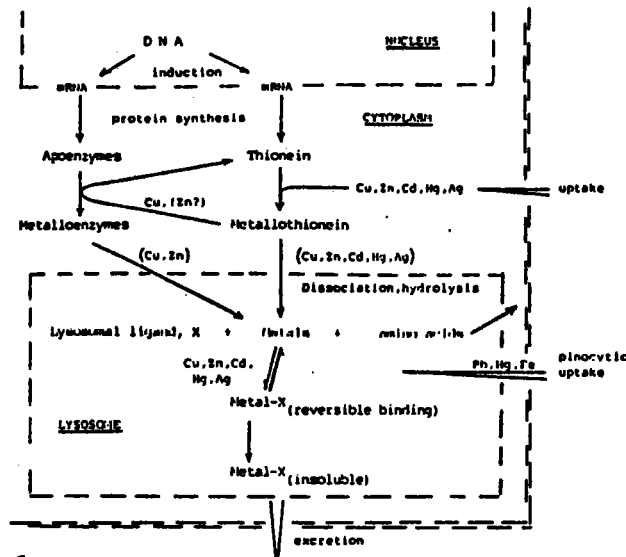 DNA
NUCLEUS
induction
mRNA mRNA
CYTOPLASM
protein synthesis
Apoenzymes Thionein
Cu,Zn,Cd,Hg,Ag uptake
Cu,(Zn?)
Metalloenzymes Metallothionein
(Cu,Zn) (Cu,Zn,Cd,Hg,Ag)
Dissociation,hydrolysis
Lysosomal ligand, X + Metals + amino acids
Cu,Zn,Cd, Pb,Hg,Fe pinocytic
Hg,Ag uptake
Metal-X(reversible binding)
LYSOSOME
Metal-X(insoluble)
excretion